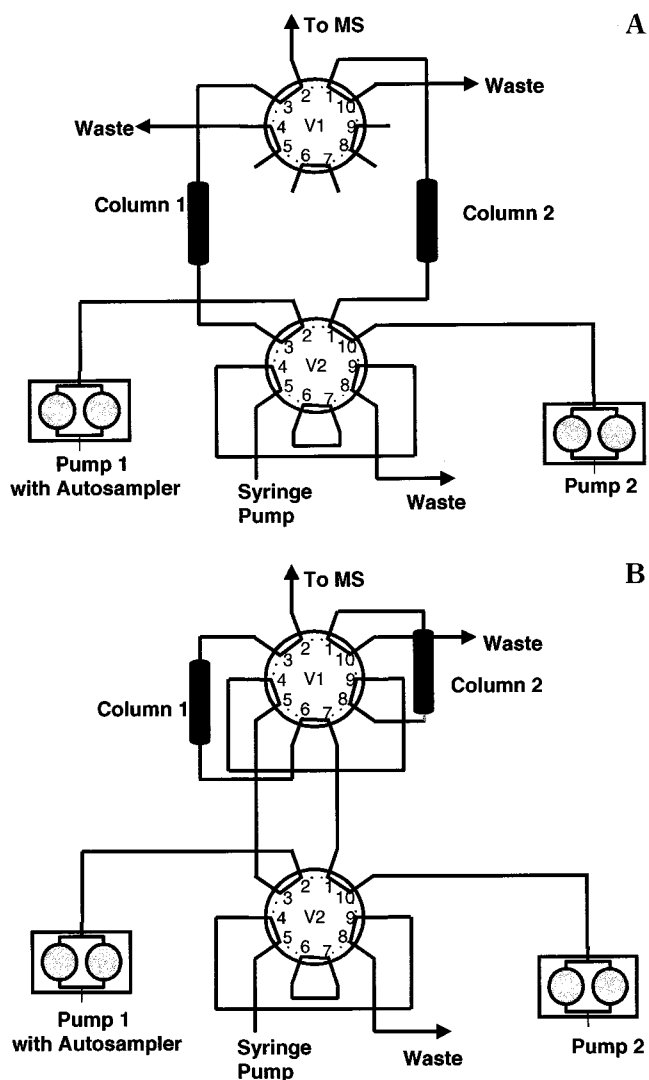 A
To MS
Waste
Waste
2 1
3 10
4 V1 9
5 8
6 7
Column 1
Column 2
2 1
3 10
4 V2 9
5 8
6 7
Pump 1
with Autosampler
Syringe
Pump
Waste
Pump 2
B
To MS
Waste
2 1
3 10
4 V1 9
5 8
6 7
Column 1
Column 2
2 1
3 10
4 V2 9
5 8
6 7
Pump 1
with Autosampler
Syringe
Pump
Waste
Pump 2